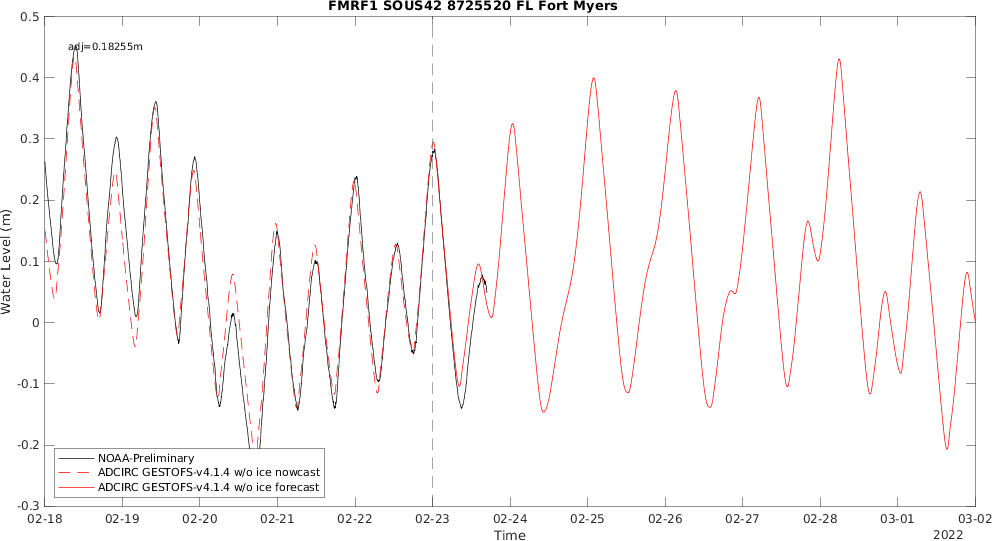 FMRF1 SOUS42 8725520 FL Fort Myers
adj=0.18255m
Water Level (m)
0.5
0.4
0.3
0.2
0.1
0
-0.1
-0.2
-0.3
NOAA-Preliminary
ADCIRC GESTOFS-v4.1.4 w/o ice nowcast
ADCIRC GESTOFS-v4.1.4 w/o ice forecast
02-18 02-19 02-20 02-21 02-22 02-23 02-24 02-25 02-26 02-27 02-28 03-01 03-02
Time
2022